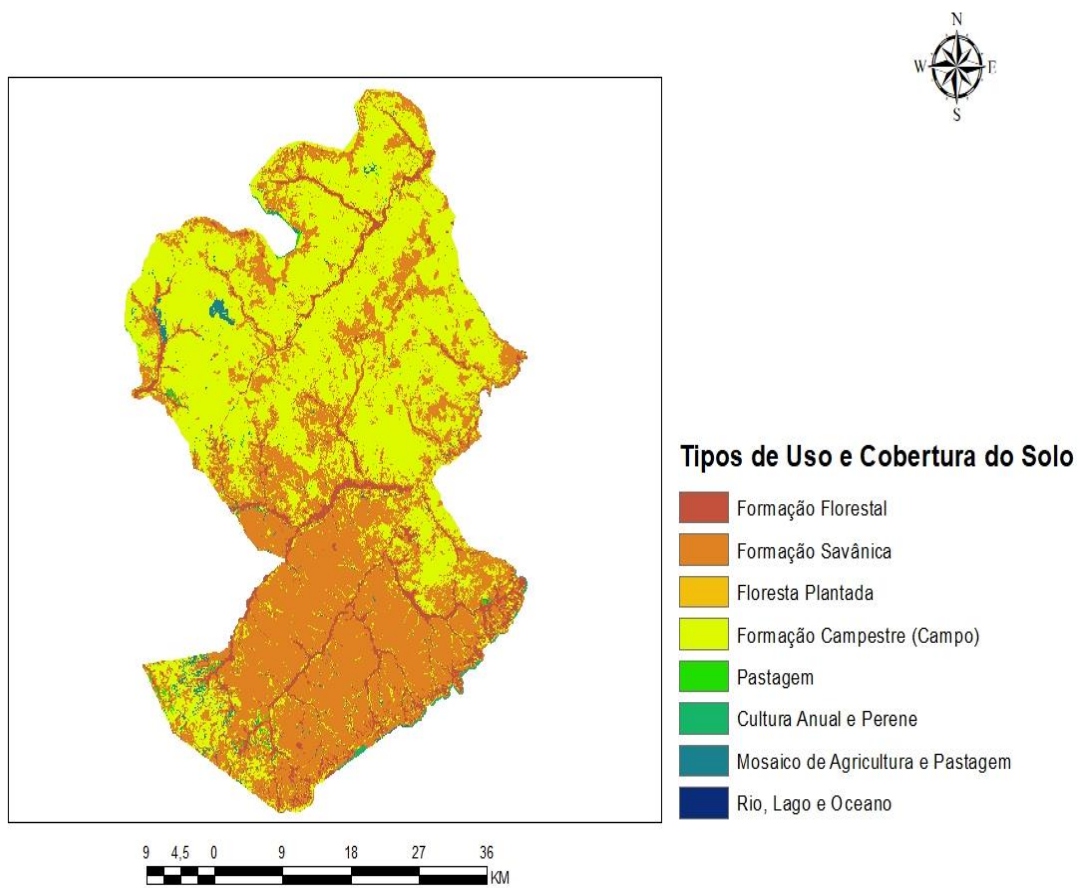 N
W E
S
Tipos de Uso e Cobertura do Solo
Formação Florestal
Formação Savânica
Floresta Plantada
Formação Campestre (Campo)
Pastagem
Cultura Anual e Perene
Mosaico de Agricultura e Pastagem
Rio, Lago e Oceano
9 4,5 0 9 18 27 36
KM